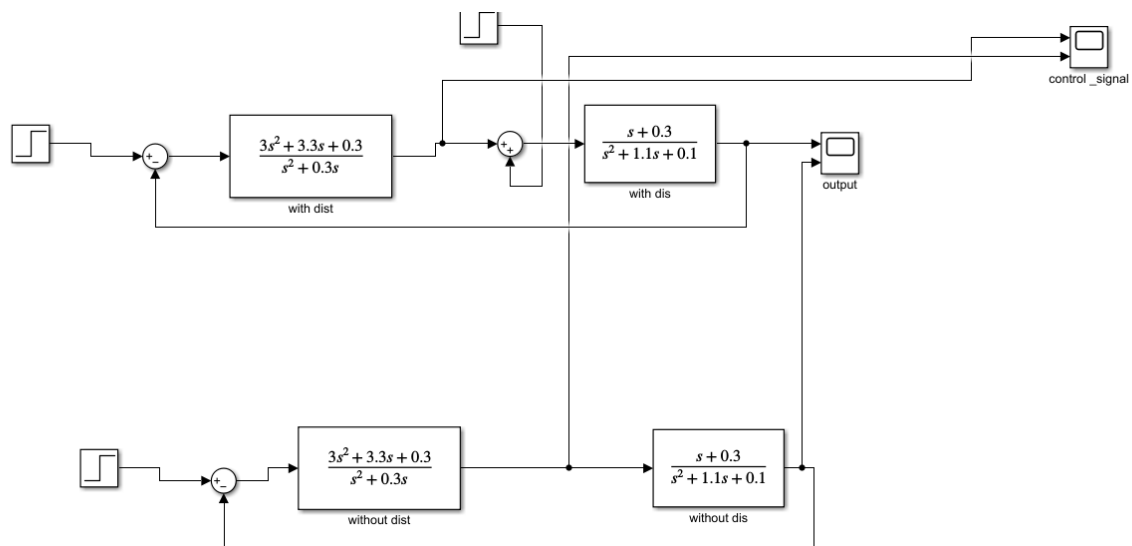 control _signal
3s² + 3.3s + 0.3
s² + 0.3s
with dist
s + 0.3
s² + 1.1s + 0.1
with dis
output
3s² + 3.3s + 0.3
s² + 0.3s
without dist
s + 0.3
s² + 1.1s + 0.1
without dis